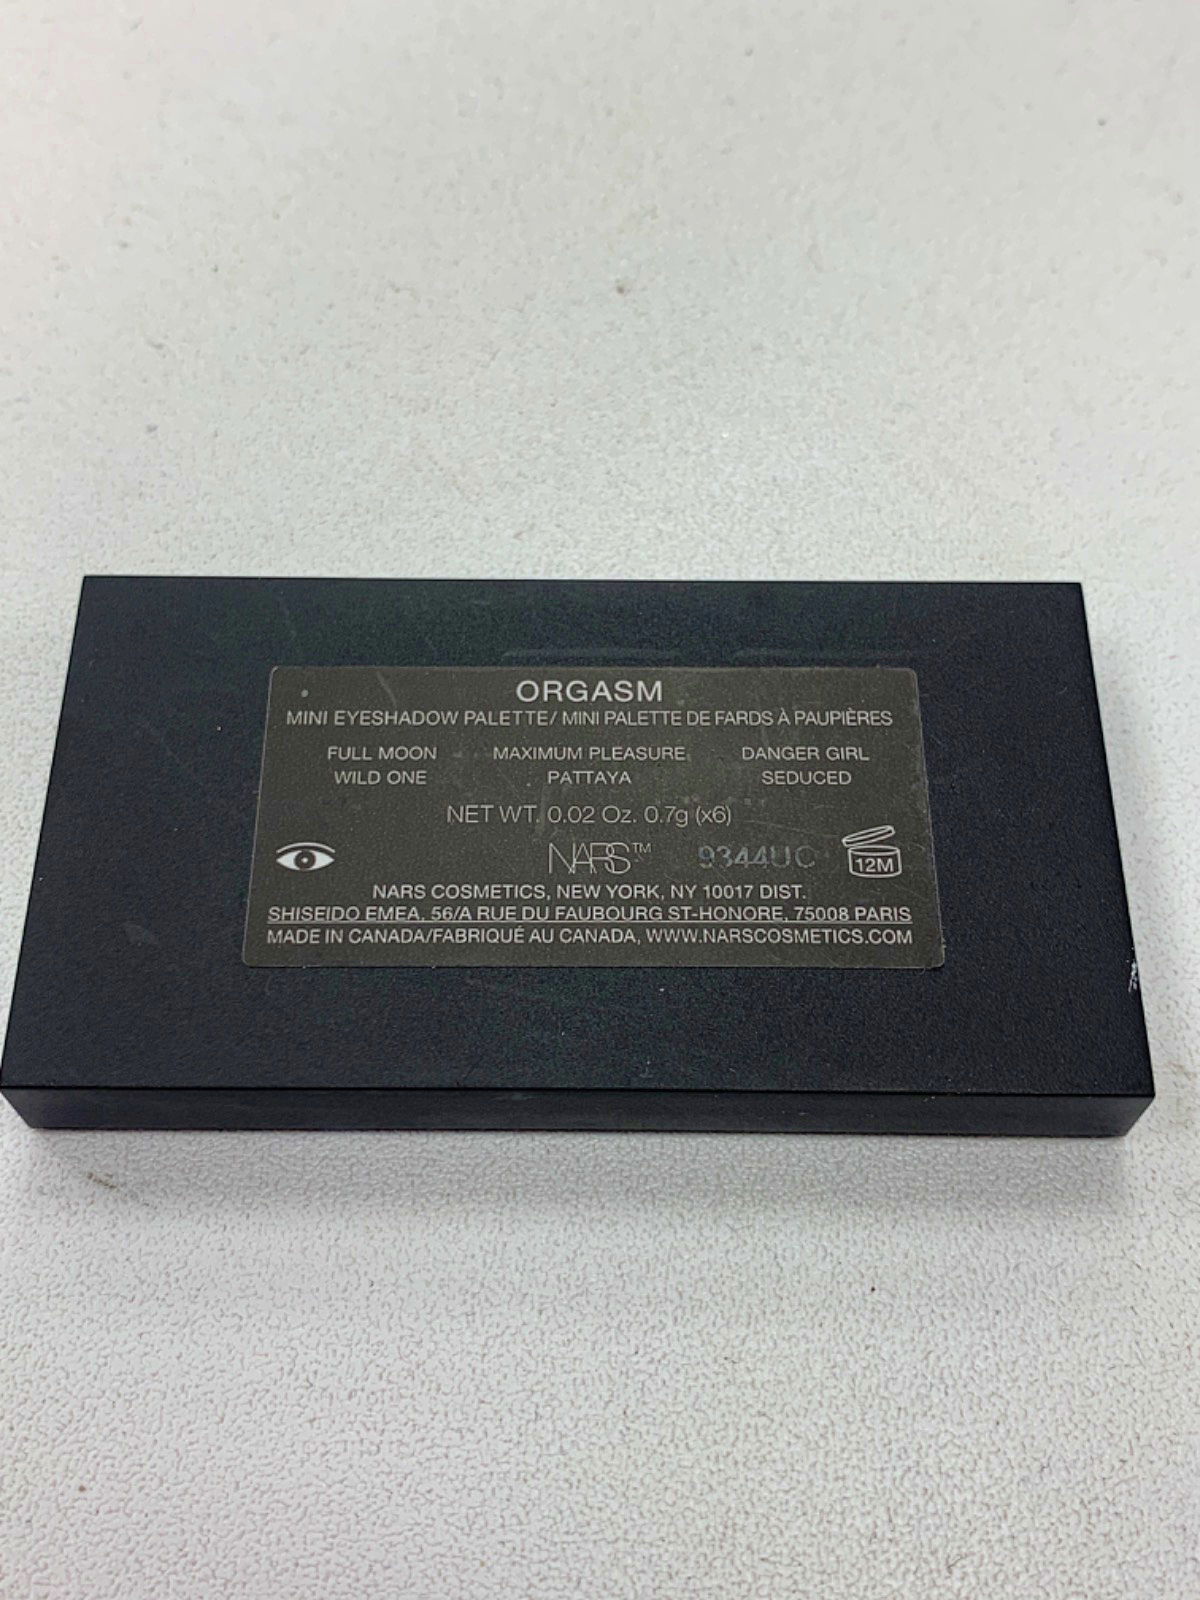 ORGASM
MINI EYESHADOW PALETTE/ MINI PALETTE DE FARDS À PAUPIÈRES
FULL MOON MAXIMUM PLEASURE DANGER GIRL
WILD ONE PATTAYA SEDUCED
NET WT. 0.02 Oz. 0.7g (x6)
NARS™ 9344UC 12M
NARS COSMETICS, NEW YORK, NY 10017 DIST.
SHISEIDO EMEA, 56/A RUE DU FAUBOURG ST-HONORE, 75008 PARIS
MADE IN CANADA/FABRIQUÉ AU CANADA, WWW.NARSCOSMETICS.COM